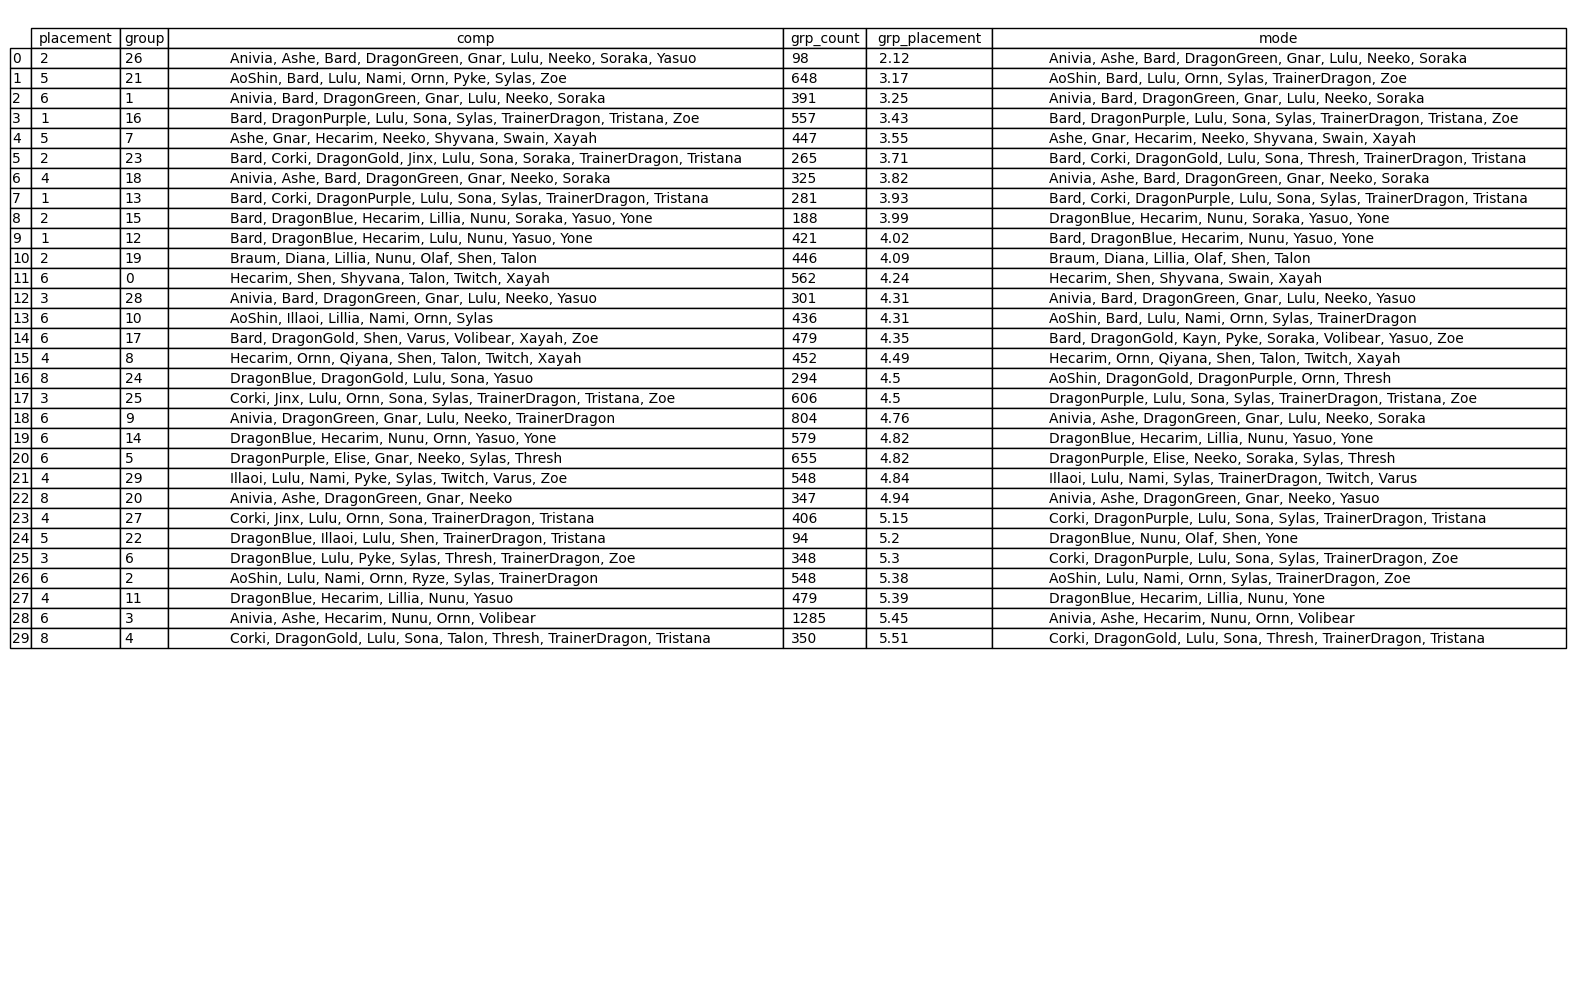 placement group comp grp_count grp_placement mode
0 2 26 Anivia, Ashe, Bard, DragonGreen, Gnar, Lulu, Neeko, Soraka, Yasuo 98 2.12 Anivia, Ashe, Bard, DragonGreen, Gnar, Lulu, Neeko, Soraka
1 5 21 AoShin, Bard, Lulu, Nami, Ornn, Pyke, Sylas, Zoe 648 3.17 AoShin, Bard, Lulu, Ornn, Sylas, TrainerDragon, Zoe
2 6 1 Anivia, Bard, DragonGreen, Gnar, Lulu, Neeko, Soraka 391 3.25 Anivia, Bard, DragonGreen, Gnar, Lulu, Neeko, Soraka
3 1 16 Bard, DragonPurple, Lulu, Sona, Sylas, TrainerDragon, Tristana, Zoe 557 3.43 Bard, DragonPurple, Lulu, Sona, Sylas, TrainerDragon, Tristana, Zoe
4 5 7 Ashe, Gnar, Hecarim, Neeko, Shyvana, Swain, Xayah 447 3.55 Ashe, Gnar, Hecarim, Neeko, Shyvana, Swain, Xayah
5 2 23 Bard, Corki, DragonGold, Jinx, Lulu, Sona, Soraka, TrainerDragon, Tristana 265 3.71 Bard, Corki, DragonGold, Lulu, Sona, Thresh, TrainerDragon, Tristana
6 4 18 Anivia, Ashe, Bard, DragonGreen, Gnar, Neeko, Soraka 325 3.82 Anivia, Ashe, Bard, DragonGreen, Gnar, Neeko, Soraka
7 1 13 Bard, Corki, DragonPurple, Lulu, Sona, Sylas, TrainerDragon, Tristana 281 3.93 Bard, Corki, DragonPurple, Lulu, Sona, Sylas, TrainerDragon, Tristana
8 2 15 Bard, DragonBlue, Hecarim, Lillia, Nunu, Soraka, Yasuo, Yone 188 3.99 DragonBlue, Hecarim, Nunu, Soraka, Yasuo, Yone
9 1 12 Bard, DragonBlue, Hecarim, Lulu, Nunu, Yasuo, Yone 421 4.02 Bard, DragonBlue, Hecarim, Nunu, Yasuo, Yone
10 2 19 Braum, Diana, Lillia, Nunu, Olaf, Shen, Talon 446 4.09 Braum, Diana, Lillia, Olaf, Shen, Talon
11 6 0 Hecarim, Shen, Shyvana, Talon, Twitch, Xayah 562 4.24 Hecarim, Shen, Shyvana, Swain, Xayah
12 3 28 Anivia, Bard, DragonGreen, Gnar, Lulu, Neeko, Yasuo 301 4.31 Anivia, Bard, DragonGreen, Gnar, Lulu, Neeko, Yasuo
13 6 10 AoShin, Illaoi, Lillia, Nami, Ornn, Sylas 436 4.31 AoShin, Bard, Lulu, Nami, Ornn, Sylas, TrainerDragon
14 6 17 Bard, DragonGold, Shen, Varus, Volibear, Xayah, Zoe 479 4.35 Bard, DragonGold, Kayn, Pyke, Soraka, Volibear, Yasuo, Zoe
15 4 8 Hecarim, Ornn, Qiyana, Shen, Talon, Twitch, Xayah 452 4.49 Hecarim, Ornn, Qiyana, Shen, Talon, Twitch, Xayah
16 8 24 DragonBlue, DragonGold, Lulu, Sona, Yasuo 294 4.5 AoShin, DragonGold, DragonPurple, Ornn, Thresh
17 3 25 Corki, Jinx, Lulu, Ornn, Sona, Sylas, TrainerDragon, Tristana, Zoe 606 4.5 DragonPurple, Lulu, Sona, Sylas, TrainerDragon, Tristana, Zoe
18 6 9 Anivia, DragonGreen, Gnar, Lulu, Neeko, TrainerDragon 804 4.76 Anivia, Ashe, DragonGreen, Gnar, Lulu, Neeko, Soraka
19 6 14 DragonBlue, Hecarim, Nunu, Ornn, Yasuo, Yone 579 4.82 DragonBlue, Hecarim, Lillia, Nunu, Yasuo, Yone
20 6 5 DragonPurple, Elise, Gnar, Neeko, Sylas, Thresh 655 4.82 DragonPurple, Elise, Neeko, Soraka, Sylas, Thresh
21 4 29 Illaoi, Lulu, Nami, Pyke, Sylas, Twitch, Varus, Zoe 548 4.84 Illaoi, Lulu, Nami, Sylas, TrainerDragon, Twitch, Varus
22 8 20 Anivia, Ashe, DragonGreen, Gnar, Neeko 347 4.94 Anivia, Ashe, DragonGreen, Gnar, Neeko, Yasuo
23 4 27 Corki, Jinx, Lulu, Ornn, Sona, TrainerDragon, Tristana 406 5.15 Corki, DragonPurple, Lulu, Sona, Sylas, TrainerDragon, Tristana
24 5 22 DragonBlue, Illaoi, Lulu, Shen, TrainerDragon, Tristana 94 5.2 DragonBlue, Nunu, Olaf, Shen, Yone
25 3 6 DragonBlue, Lulu, Pyke, Sylas, Thresh, TrainerDragon, Zoe 348 5.3 Corki, DragonPurple, Lulu, Sona, Sylas, TrainerDragon, Zoe
26 6 2 AoShin, Lulu, Nami, Ornn, Ryze, Sylas, TrainerDragon 548 5.38 AoShin, Lulu, Nami, Ornn, Sylas, TrainerDragon, Zoe
27 4 11 DragonBlue, Hecarim, Lillia, Nunu, Yasuo 479 5.39 DragonBlue, Hecarim, Lillia, Nunu, Yone
28 6 3 Anivia, Ashe, Hecarim, Nunu, Ornn, Volibear 1285 5.45 Anivia, Ashe, Hecarim, Nunu, Ornn, Volibear
29 8 4 Corki, DragonGold, Lulu, Sona, Talon, Thresh, TrainerDragon, Tristana 350 5.51 Corki, DragonGold, Lulu, Sona, Thresh, TrainerDragon, Tristana